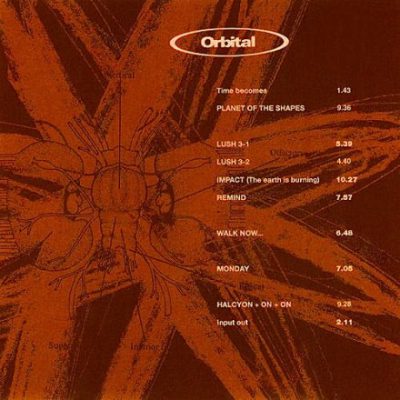 Orbital
Time becomes 1.43
PLANET OF THE SHAPES 9.36
LUSH 3-1 5.39
LUSH 3-2 4.40
IMPACT (The earth is burning) 10.27
REMIND 7.57
WALK NOW... 6.48
MONDAY 7.05
HALCYON + ON + ON 9.28
Input out 2.11